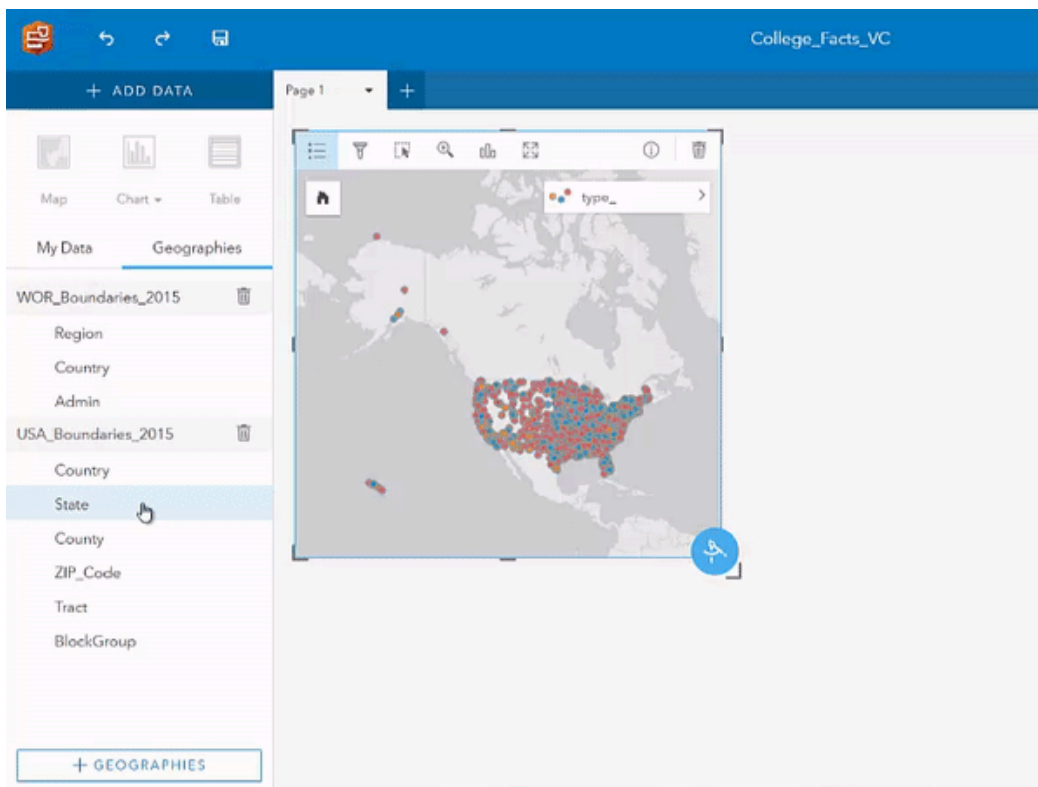 College_Facts_VC
+ ADD DATA
Page 1
+
Map
Chart
Table
My Data
Geographies
WOR_Boundaries_2015
Region
Country
Admin
USA_Boundaries_2015
Country
State
County
ZIP_Code
Tract
BlockGroup
+ GEOGRAPHIES
type_